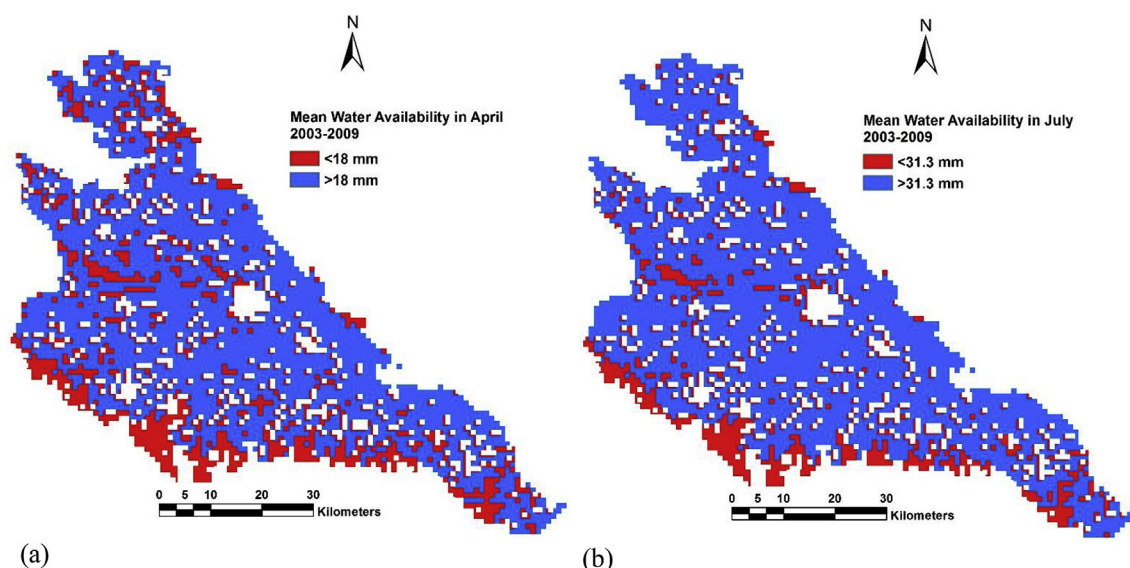 N
Mean Water Availability in April
2003-2009
<18 mm
>18 mm
0 5 10 20 30
Kilometers
(a)
N
Mean Water Availability in July
2003-2009
<31.3 mm
>31.3 mm
0 5 10 20 30
Kilometers
(b)